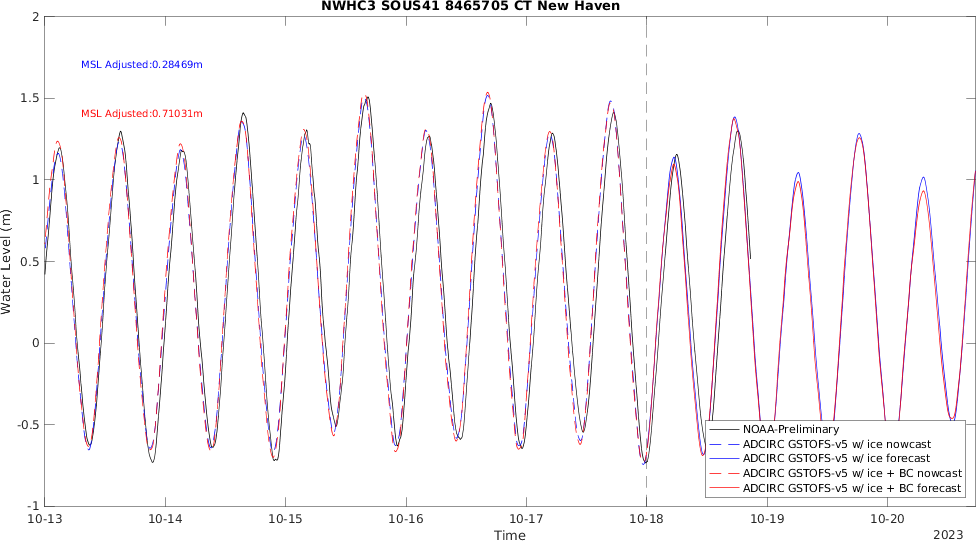 NWHC3 SOUS41 8465705 CT New Haven
2
1.5
1
0.5
0
-0.5
-1
Water Level (m)
MSL Adjusted:0.28469m
MSL Adjusted:0.71031m
NOAA-Preliminary
ADCIRC GSTOFS-v5 w/ ice nowcast
ADCIRC GSTOFS-v5 w/ ice forecast
ADCIRC GSTOFS-v5 w/ ice + BC nowcast
ADCIRC GSTOFS-v5 w/ ice + BC forecast
10-13 10-14 10-15 10-16 10-17 10-18 10-19 10-20
Time
2023